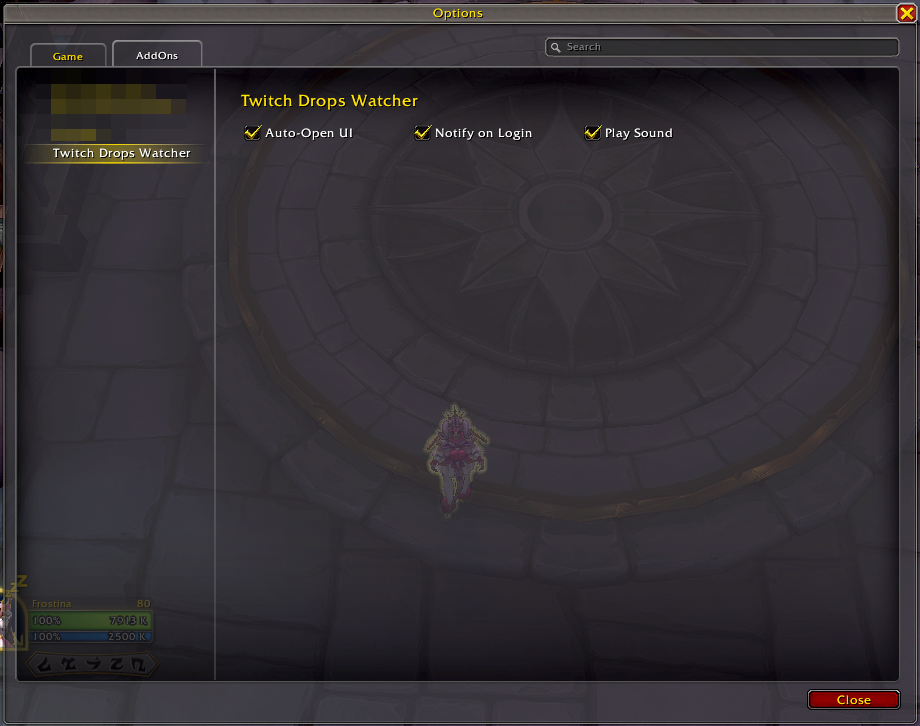 Options
Game
AddOns
Search
Twitch Drops Watcher
Twitch Drops Watcher
Auto-Open UI
Notify on Login
Play Sound
Frostina 80
100% 7913 K
100% 2500 K
Close